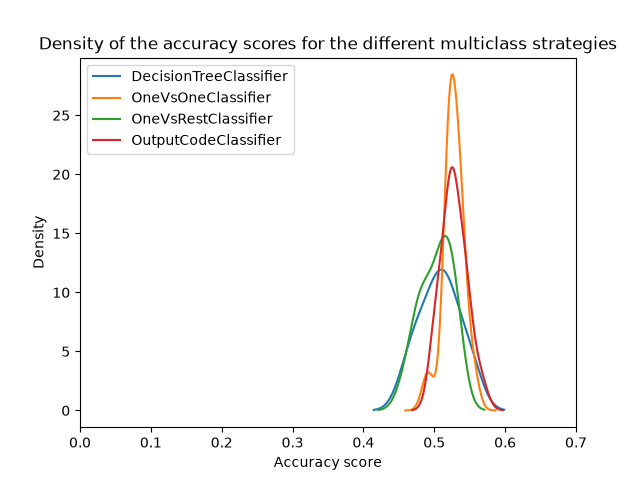 Density of the accuracy scores for the different multiclass strategies
DecisionTreeClassifier
OneVsOneClassifier
OneVsRestClassifier
OutputCodeClassifier
Density
25
20
15
10
5
0
0.0 0.1 0.2 0.3 0.4 0.5 0.6 0.7
Accuracy score